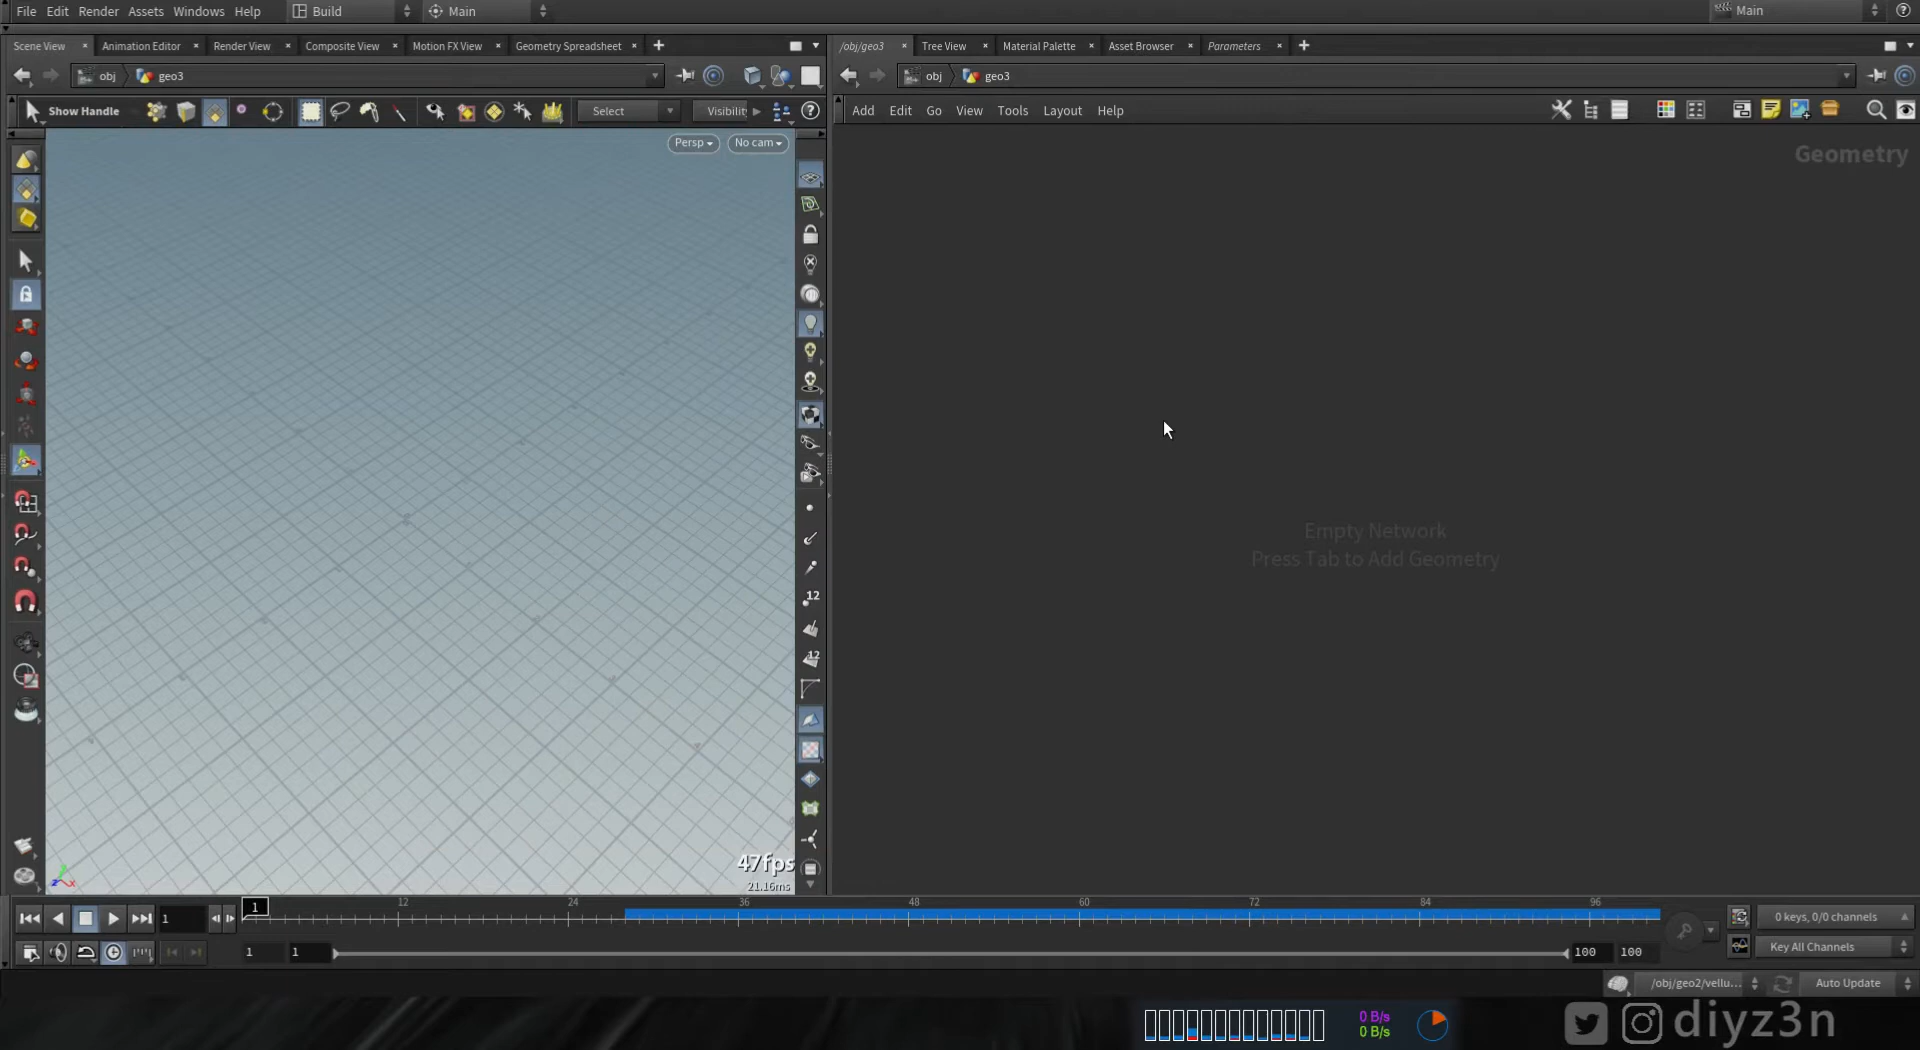 File Edit Render Assets Windows Help Build Main Main
Scene View Animation Editor Render View Composite View Motion FX View Geometry Spreadsheet
/obj/geo3 Tree View Material Palette Asset Browser Parameters
obj geo3
obj geo3
Show Handle Select Visibilit
Add Edit Go View Tools Layout Help
Persp No cam
Geometry
12
12
Empty Network
Press Tab to Add Geometry
47fps
21.16ms
1 1 12 24 36 48 60 72 84 96
0 keys, 0/0 channels
1 1 100 100
Key All Channels
/obj/geo2/vellu... Auto Update
0 B/s
0 B/s
diyz3n